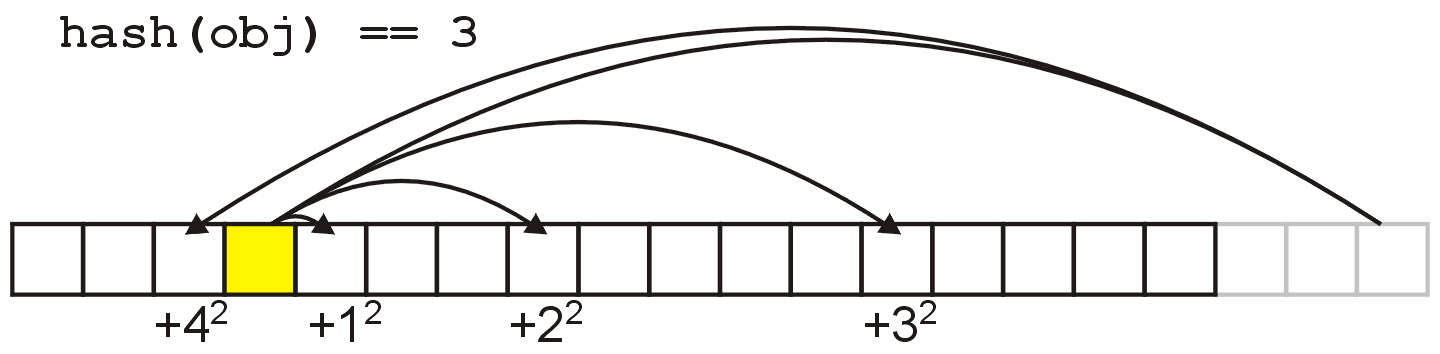 hash(obj) == 3
+4² +1² +2² +3²